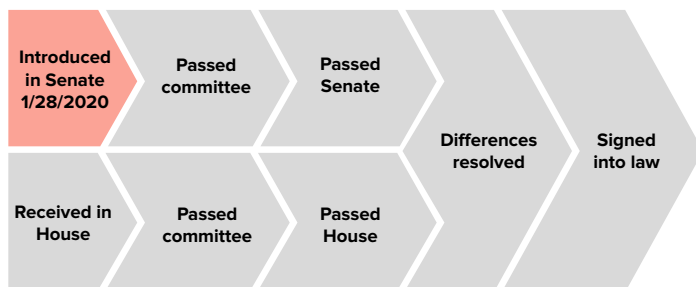 Introduced
in Senate
1/28/2020
Passed
committee
Passed
Senate
Differences
resolved
Signed
into law
Received in
House
Passed
committee
Passed
House